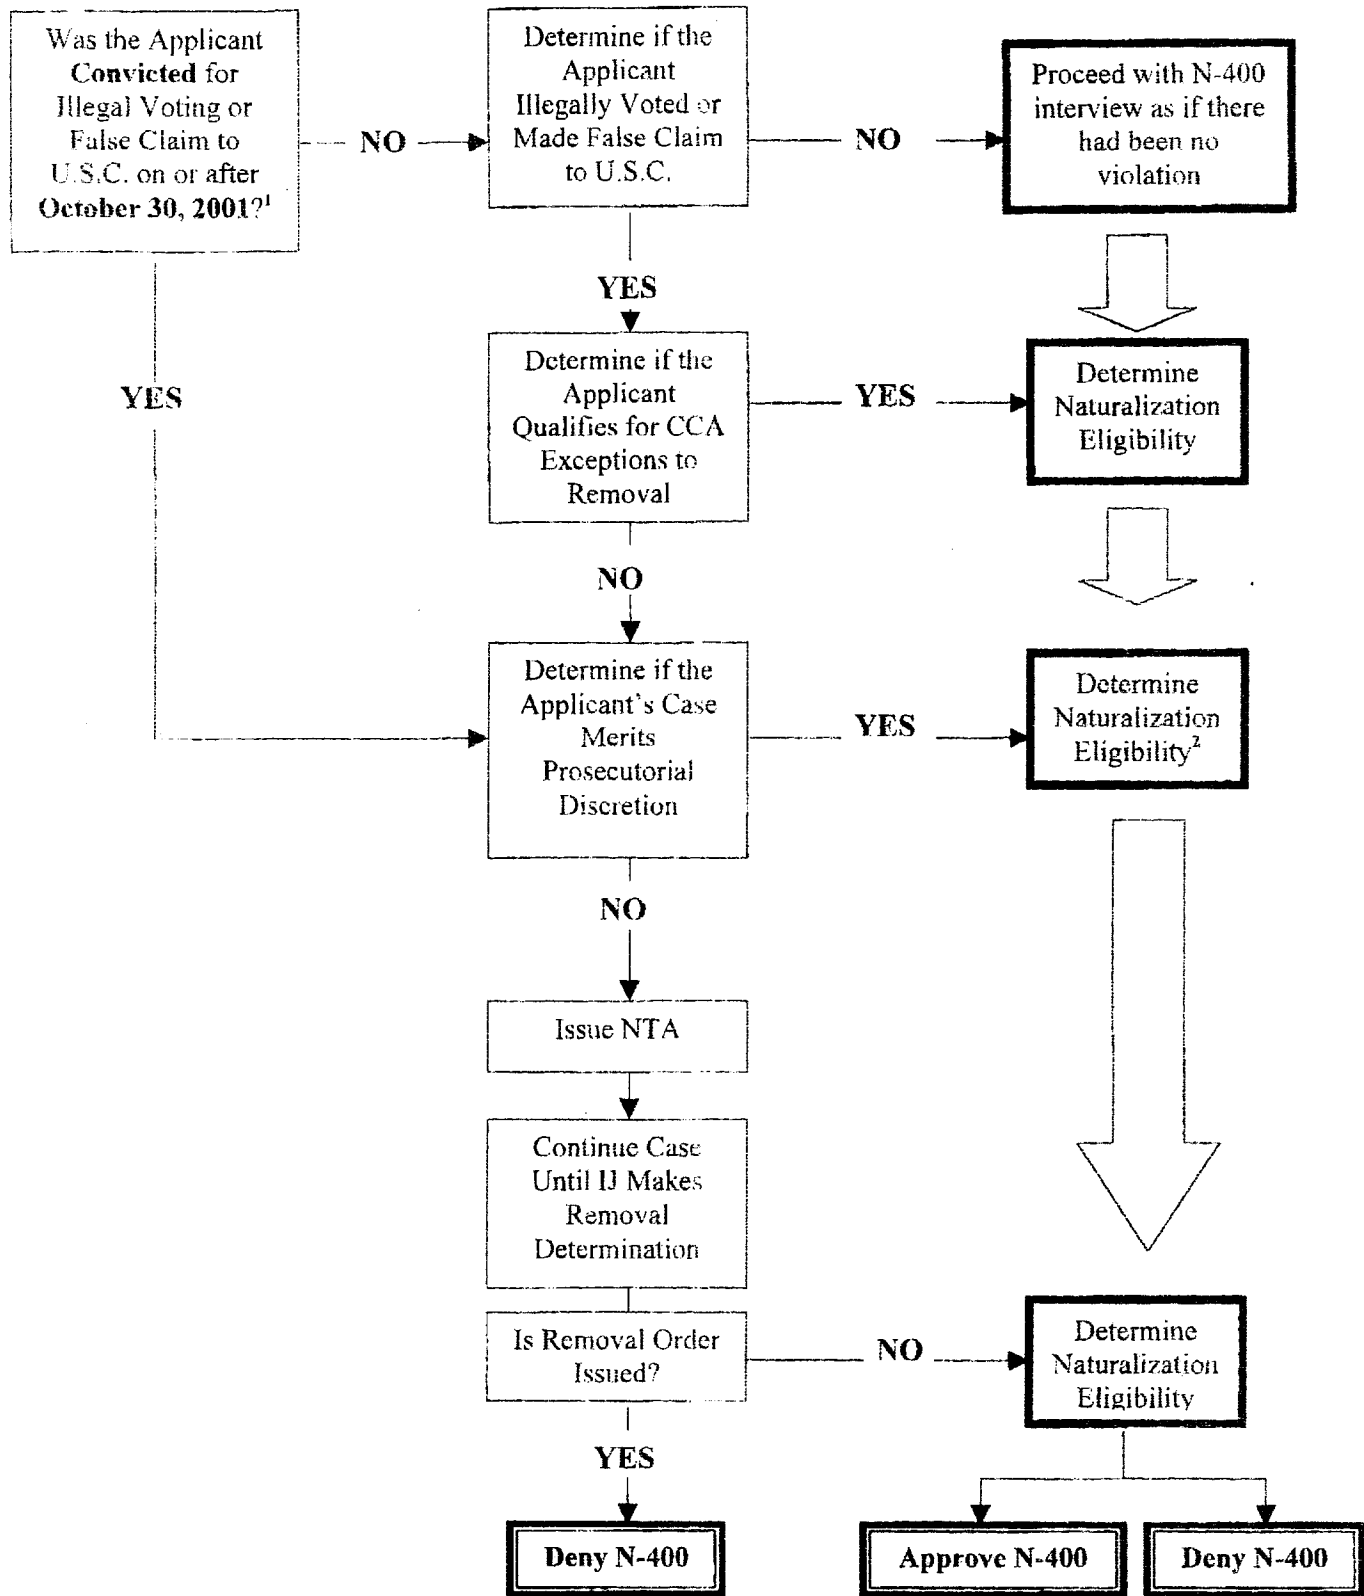 Was the Applicant
Convicted for
Illegal Voting or
False Claim to
U.S.C. on or after
October 30, 2001?¹
NO
Determine if the
Applicant
Illegally Voted or
Made False Claim
to U.S.C.
NO
Proceed with N-400
interview as if there
had been no
violation
YES
YES
Determine if the
Applicant
Qualifies for CCA
Exceptions to
Removal
YES
Determine
Naturalization
Eligibility
NO
Determine if the
Applicant's Case
Merits
Prosecutorial
Discretion
YES
Determine
Naturalization
Eligibility²
NO
Issue NTA
Continue Case
Until IJ Makes
Removal
Determination
Is Removal Order
Issued?
NO
Determine
Naturalization
Eligibility
YES
Deny N-400
Approve N-400
Deny N-400